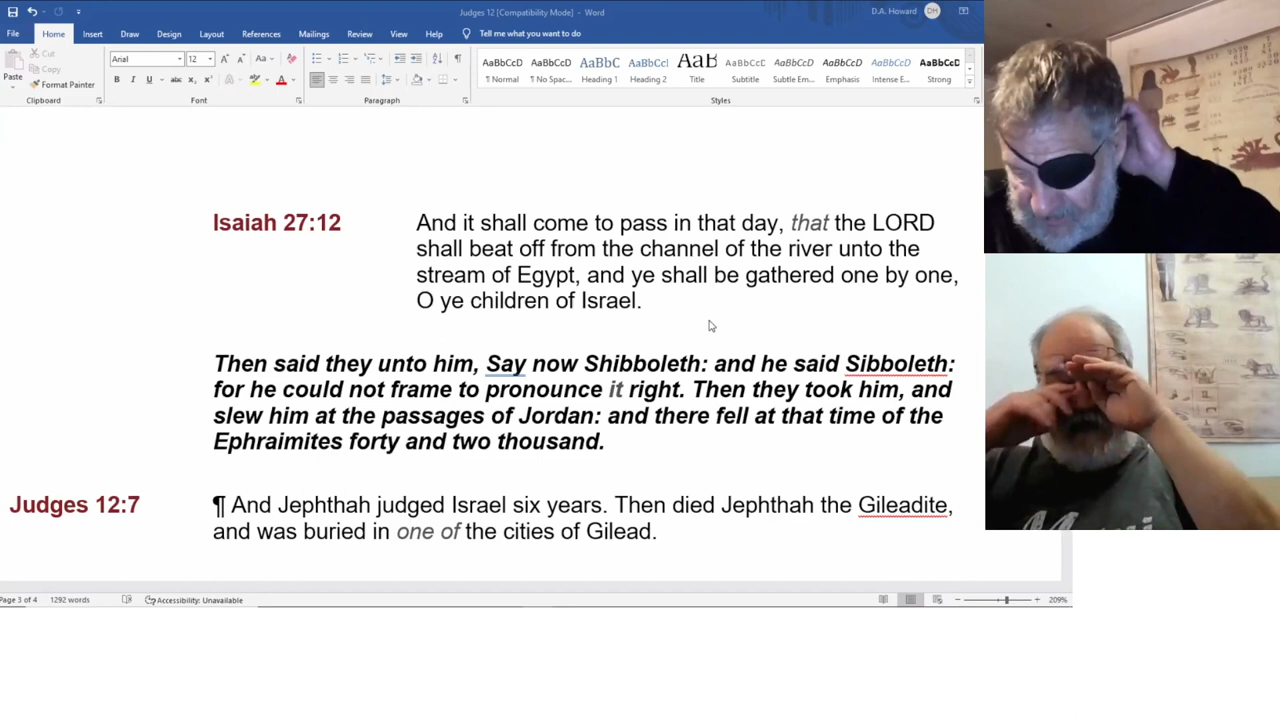 Judges 12 [Compatibility Mode] - Word
D.A. Howard
DH
File Home Insert Draw Design Layout References Mailings Review View Help Tell me what you want to do
Cut
Copy
Format Painter
Paste
Arial 12
Clipboard Font Paragraph Styles
AaBbCcD AaBbCcD AaBbC AaBbCcI AaB AaBbCcD AaBbCcD AaBbCcD AaBbCcD AaBbCcD
¶ Normal ¶ No Spac... Heading 1 Heading 2 Title Subtitle Subtle Em... Emphasis Intense E... Strong
Isaiah 27:12 And it shall come to pass in that day, that the LORD
shall beat off from the channel of the river unto the
stream of Egypt, and ye shall be gathered one by one,
O ye children of Israel.
Then said they unto him, Say now Shibboleth: and he said Sibboleth:
for he could not frame to pronounce it right. Then they took him, and
slew him at the passages of Jordan: and there fell at that time of the
Ephraimites forty and two thousand.
Judges 12:7 ¶ And Jephthah judged Israel six years. Then died Jephthah the Gileadite,
and was buried in one of the cities of Gilead.
Page 3 of 4 1292 words Accessibility: Unavailable 209%